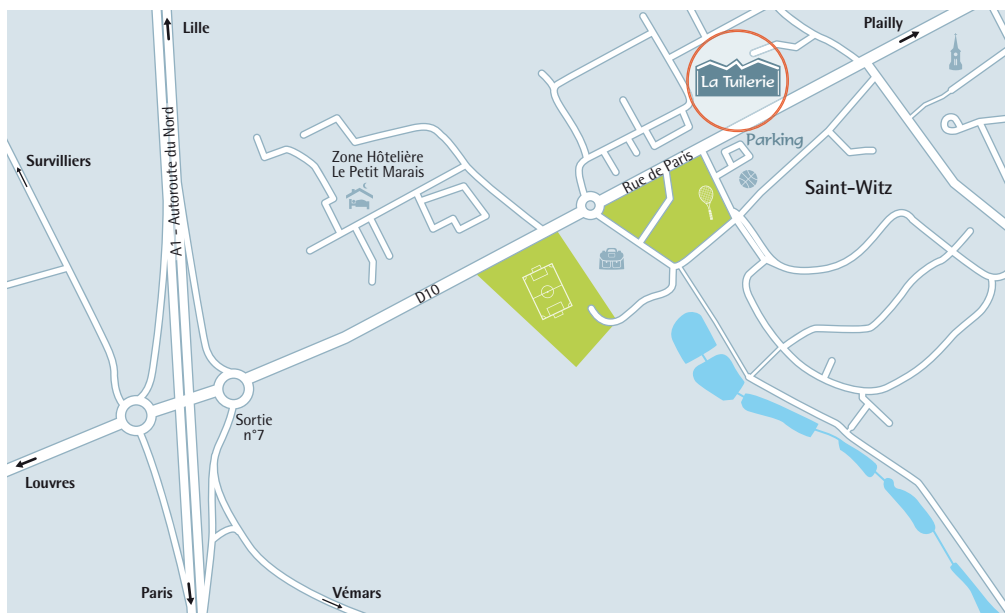 Lille
Plailly
La Tuilerie
A1 - Autoroute du Nord
Parking
Survilliers
Zone Hôtelière
Le Petit Marais
Rue de Paris
Saint-Witz
D10
Sortie
n°7
Louvres
Paris
Vémars